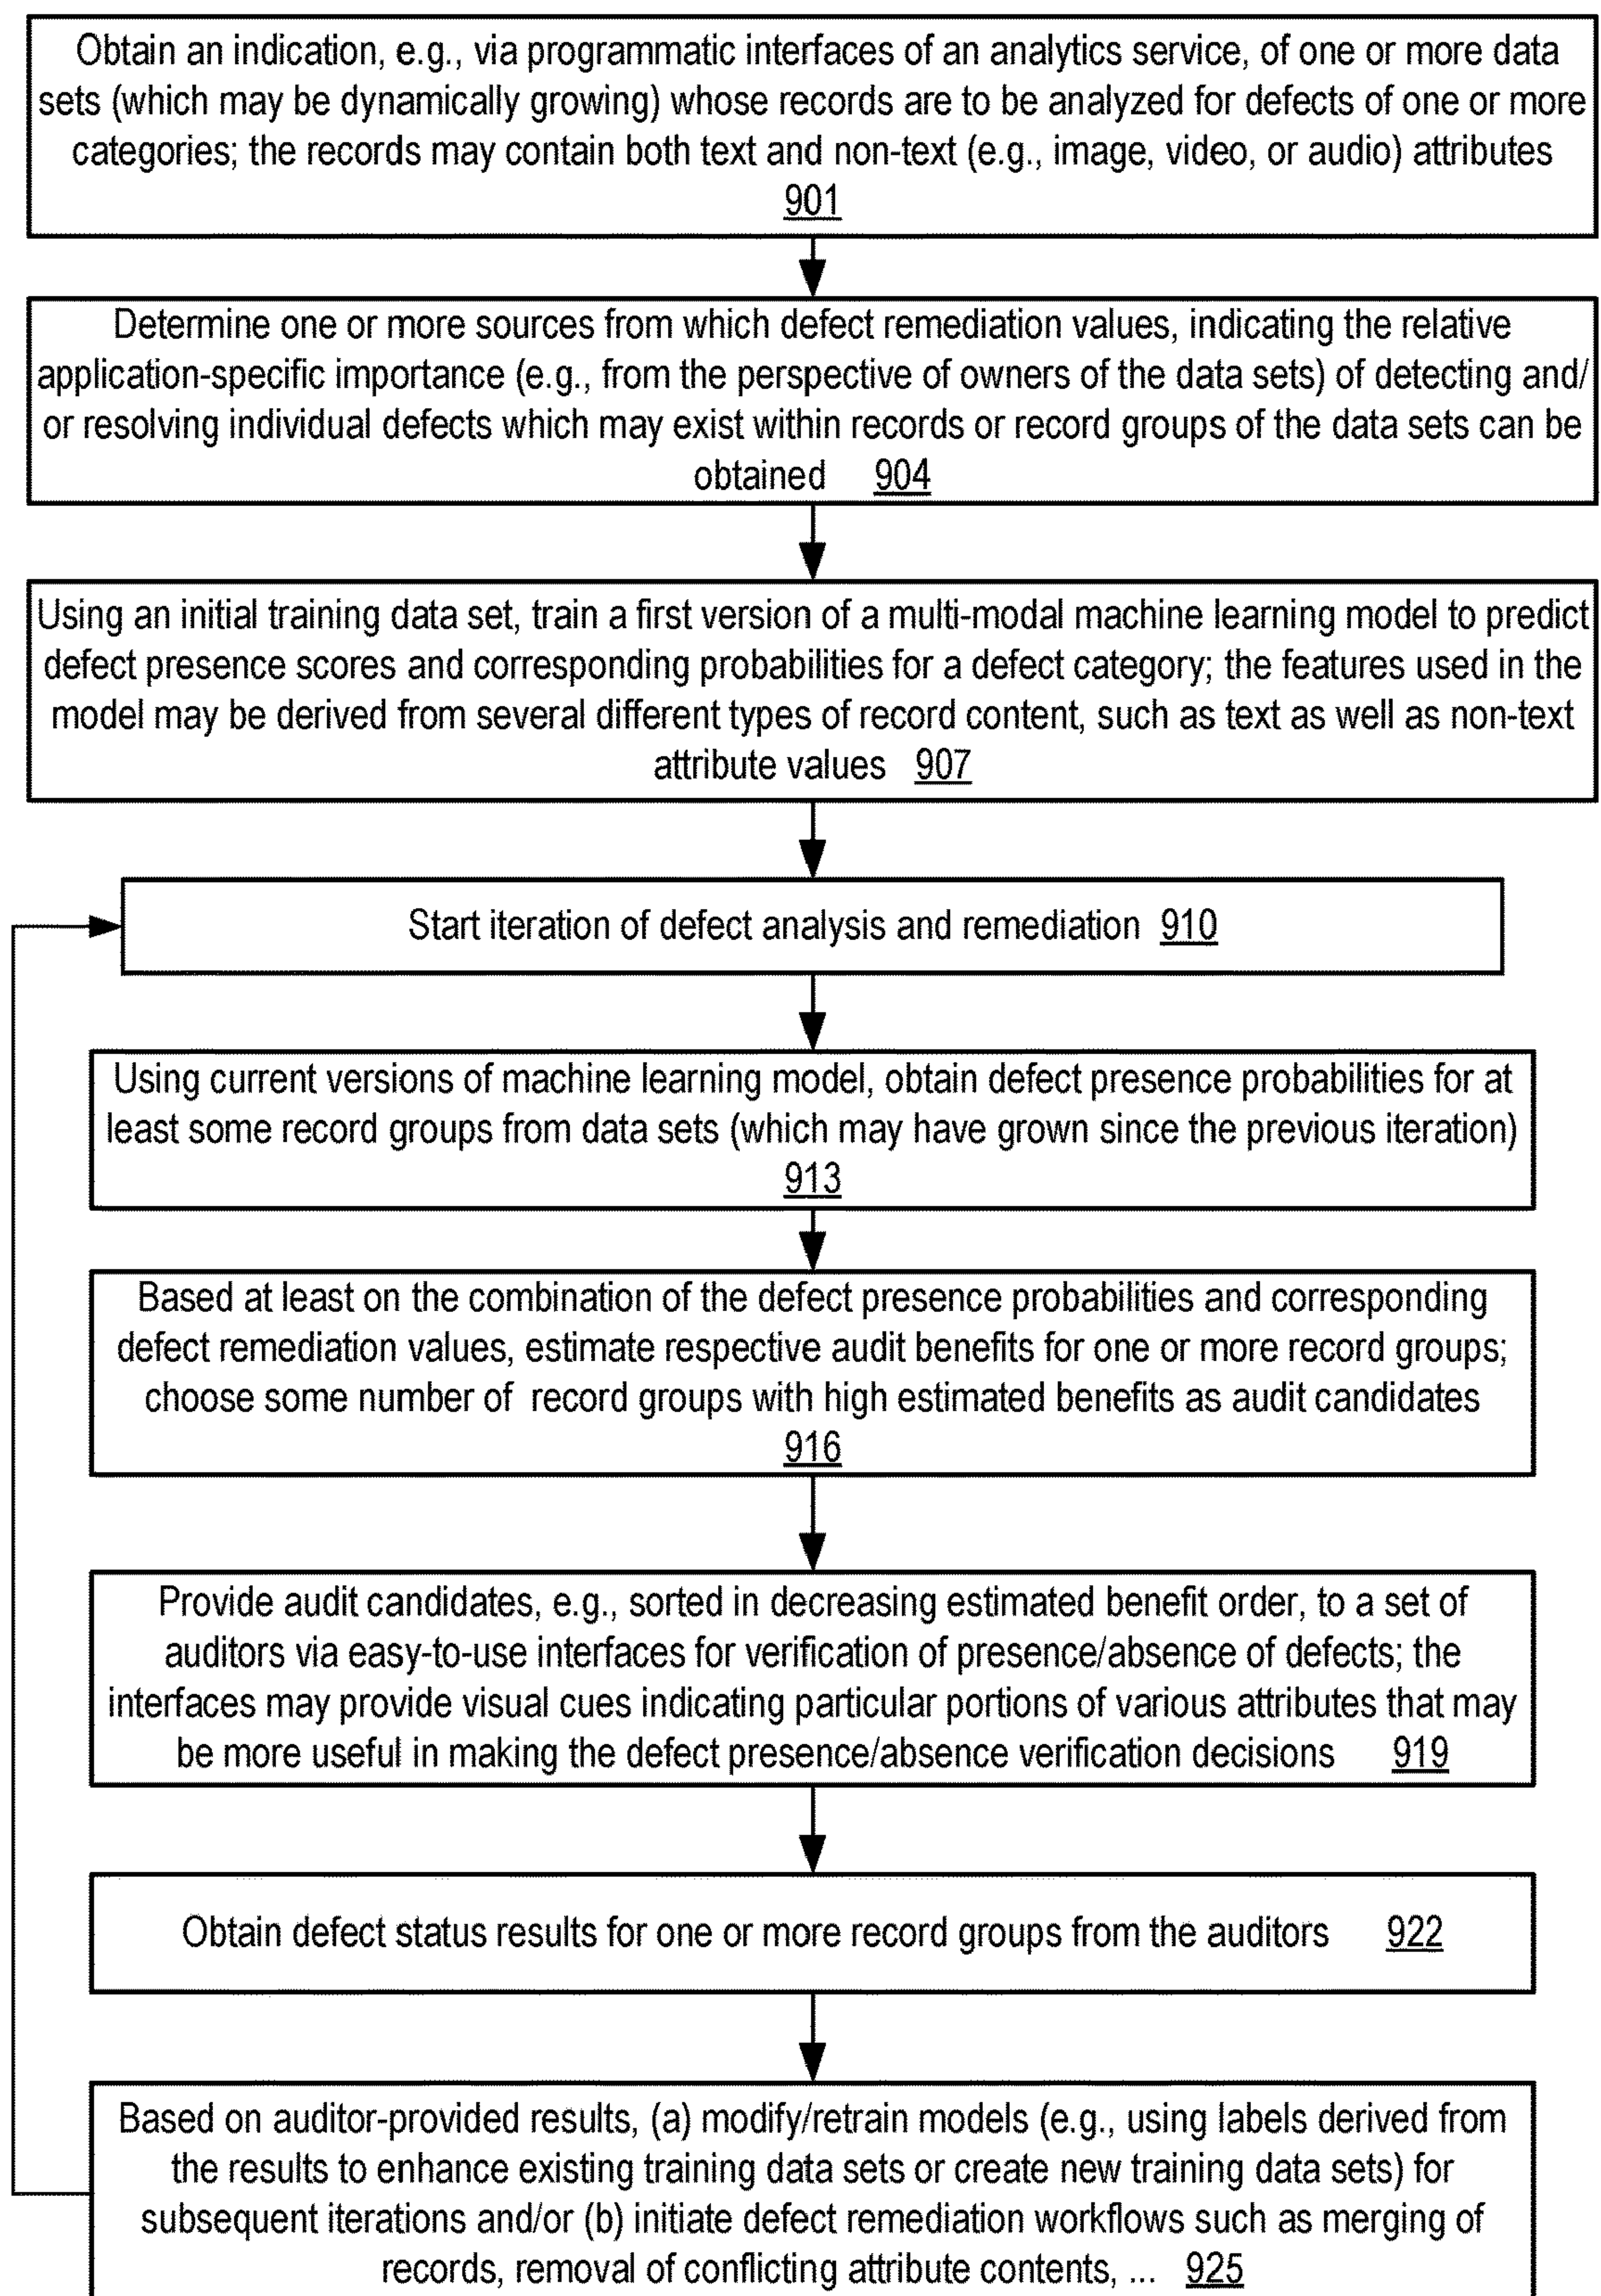 Obtain an indication, e.g., via programmatic interfaces of an analytics service, of one or more data
sets (which may be dynamically growing) whose records are to be analyzed for defects of one or more
categories; the records may contain both text and non-text (e.g., image, video, or audio) attributes
901
Determine one or more sources from which defect remediation values, indicating the relative
application-specific importance (e.g., from the perspective of owners of the data sets) of detecting and/
or resolving individual defects which may exist within records or record groups of the data sets can be
obtained 904
Using an initial training data set, train a first version of a multi-modal machine learning model to predict
defect presence scores and corresponding probabilities for a defect category; the features used in the
model may be derived from several different types of record content, such as text as well as non-text
attribute values 907
Start iteration of defect analysis and remediation 910
Using current versions of machine learning model, obtain defect presence probabilities for at
least some record groups from data sets (which may have grown since the previous iteration)
913
Based at least on the combination of the defect presence probabilities and corresponding
defect remediation values, estimate respective audit benefits for one or more record groups;
choose some number of record groups with high estimated benefits as audit candidates
916
Provide audit candidates, e.g., sorted in decreasing estimated benefit order, to a set of
auditors via easy-to-use interfaces for verification of presence/absence of defects; the
interfaces may provide visual cues indicating particular portions of various attributes that may
be more useful in making the defect presence/absence verification decisions 919
Obtain defect status results for one or more record groups from the auditors 922
Based on auditor-provided results, (a) modify/retrain models (e.g., using labels derived from
the results to enhance existing training data sets or create new training data sets) for
subsequent iterations and/or (b) initiate defect remediation workflows such as merging of
records, removal of conflicting attribute contents, ... 925